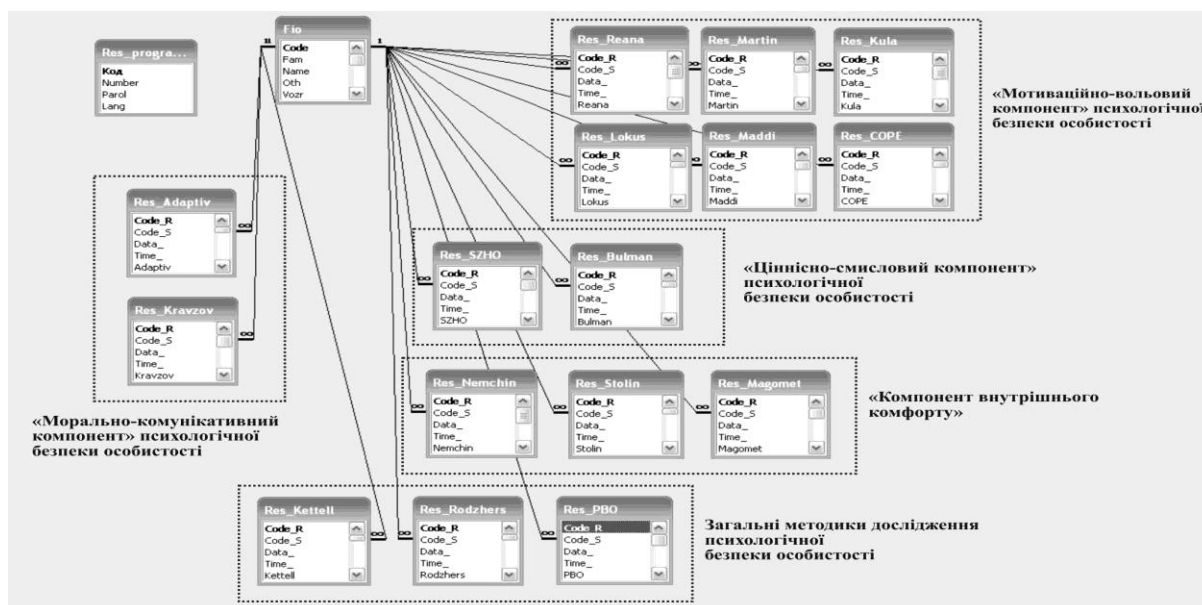 Res_progra...
Код
Number
Parol
Lang
Fio
Code
Fam
Name
Oth
Vozr
1
Res_Reana
Code_R
Code_S
Data_
Time_
Reana
Res_Martin
Code_R
Code_S
Data_
Time_
Martin
Res_Kula
Code_R
Code_S
Data_
Time_
Kula
Res_Lokus
Code_R
Code_S
Data_
Time_
Lokus
Res_Maddi
Code_R
Code_S
Data_
Time_
Maddi
Res_COPE
Code_R
Code_S
Data_
Time_
COPE
«Мотиваційно-вольовий
компонент» психологічної
безпеки особистості
Res_Adaptiv
Code_R
Code_S
Data_
Time_
Adaptiv
Res_Kravzov
Code_R
Code_S
Data_
Time_
Kravzov
«Морально-комунікативний
компонент» психологічної
безпеки особистості
Res_SZHO
Code_R
Code_S
Data_
Time_
SZHO
Res_Bulman
Code_R
Code_S
Data_
Time_
Bulman
«Ціннісно-смисловий компонент»
психологічної
безпеки особистості
Res_Nemchin
Code_R
Code_S
Data_
Time_
Nemchin
Res_Stolin
Code_R
Code_S
Data_
Time_
Stolin
Res_Magomet
Code_R
Code_S
Data_
Time_
Magomet
«Компонент внутрішнього
комфорту»
Res_Kettell
Code_R
Code_S
Data_
Time_
Kettell
Res_Rodzhers
Code_R
Code_S
Data_
Time_
Rodzhers
Res_PBO
Code_R
Code_S
Data_
Time_
PBO
Загальні методики дослідження
психологічної
безпеки особистості